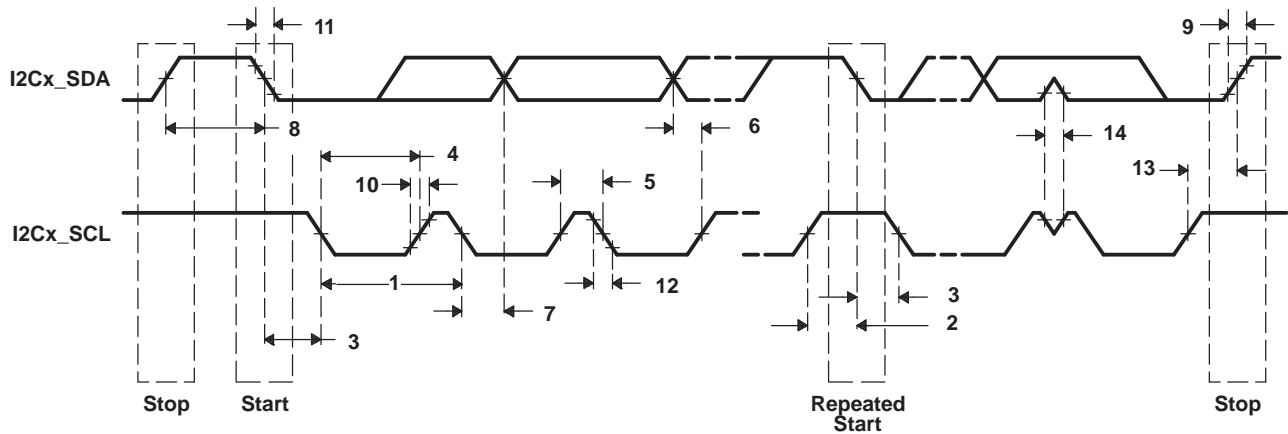 11
9
I2Cx_SDA
8
6
14
4
10
5
13
I2Cx_SCL
1
12
3
7
2
3
Stop
Start
Repeated
Start
Stop